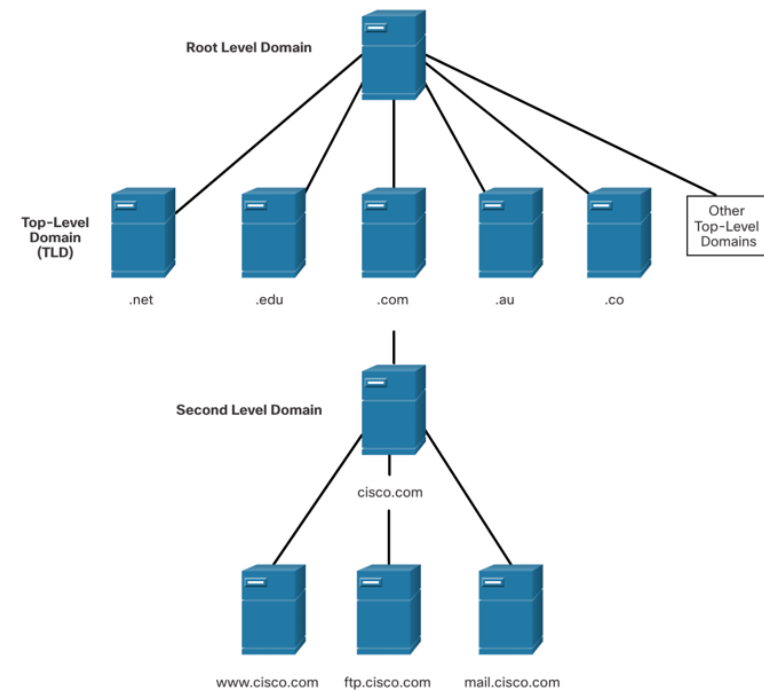 Root Level Domain
Top-Level
Domain
(TLD)
Other
Top-Level
Domains
.net
.edu
.com
.au
.co
Second Level Domain
cisco.com
www.cisco.com
ftp.cisco.com
mail.cisco.com